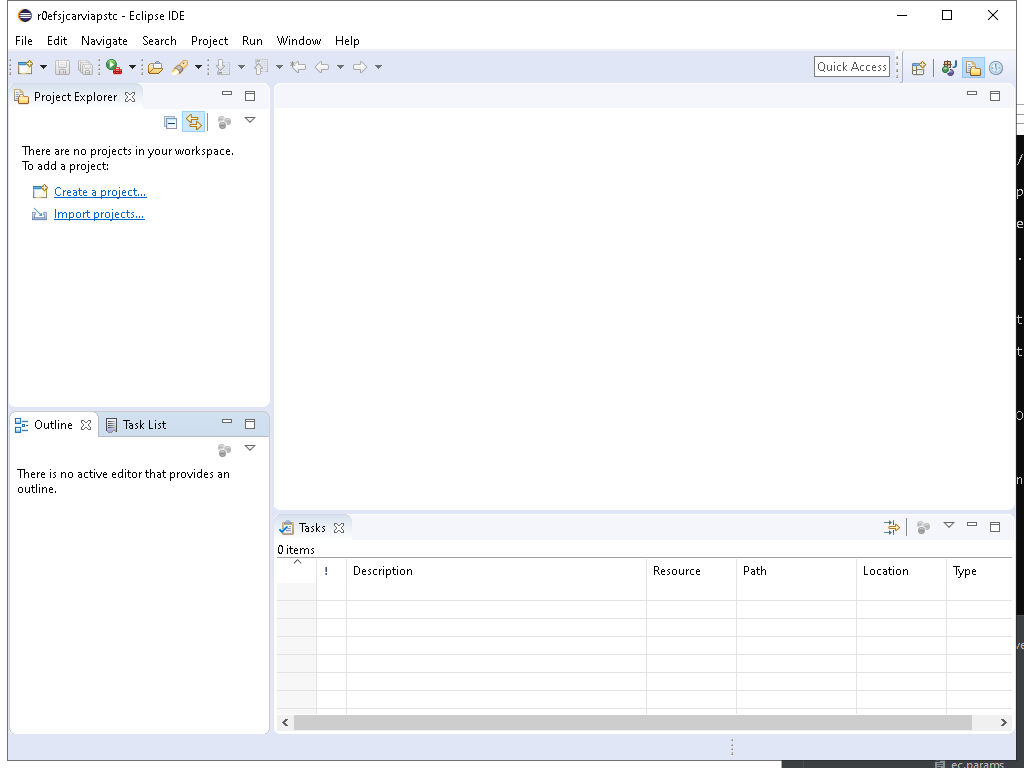 r0efsjcarviapstc - Eclipse IDE
File Edit Navigate Search Project Run Window Help
Quick Access
Project Explorer
There are no projects in your workspace.
To add a project:
Create a project...
Import projects...
Outline Task List
There is no active editor that provides an
outline.
Tasks
0 items
! Description Resource Path Location Type
ec.params